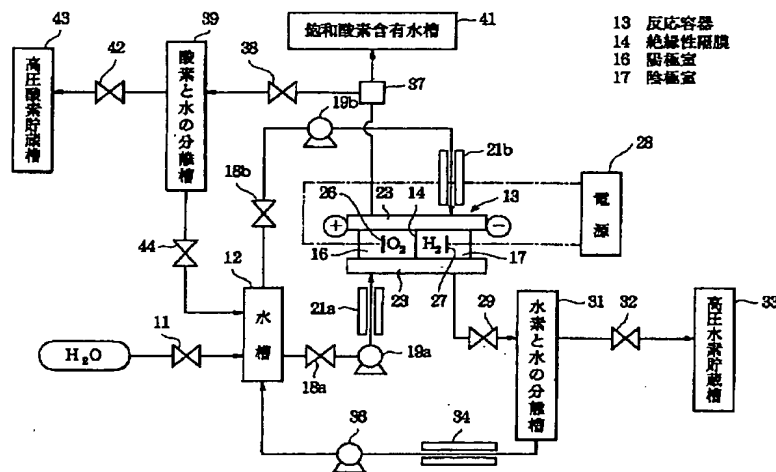 43
42
高圧酸素貯蔵槽
39
酸素と水の分離槽
38
飽和酸素含有水槽
41
37
19b
18b
44
12
水槽
11
H₂O
18a
19a
21a
21b
26
23
14
13
+
−
O₂
H₂
16
17
23
27
28
電源
29
31
水素と水の分離槽
32
33
高圧水素貯蔵槽
34
36
13 反応容器
14 絶縁性隔膜
16 陽極室
17 陰極室